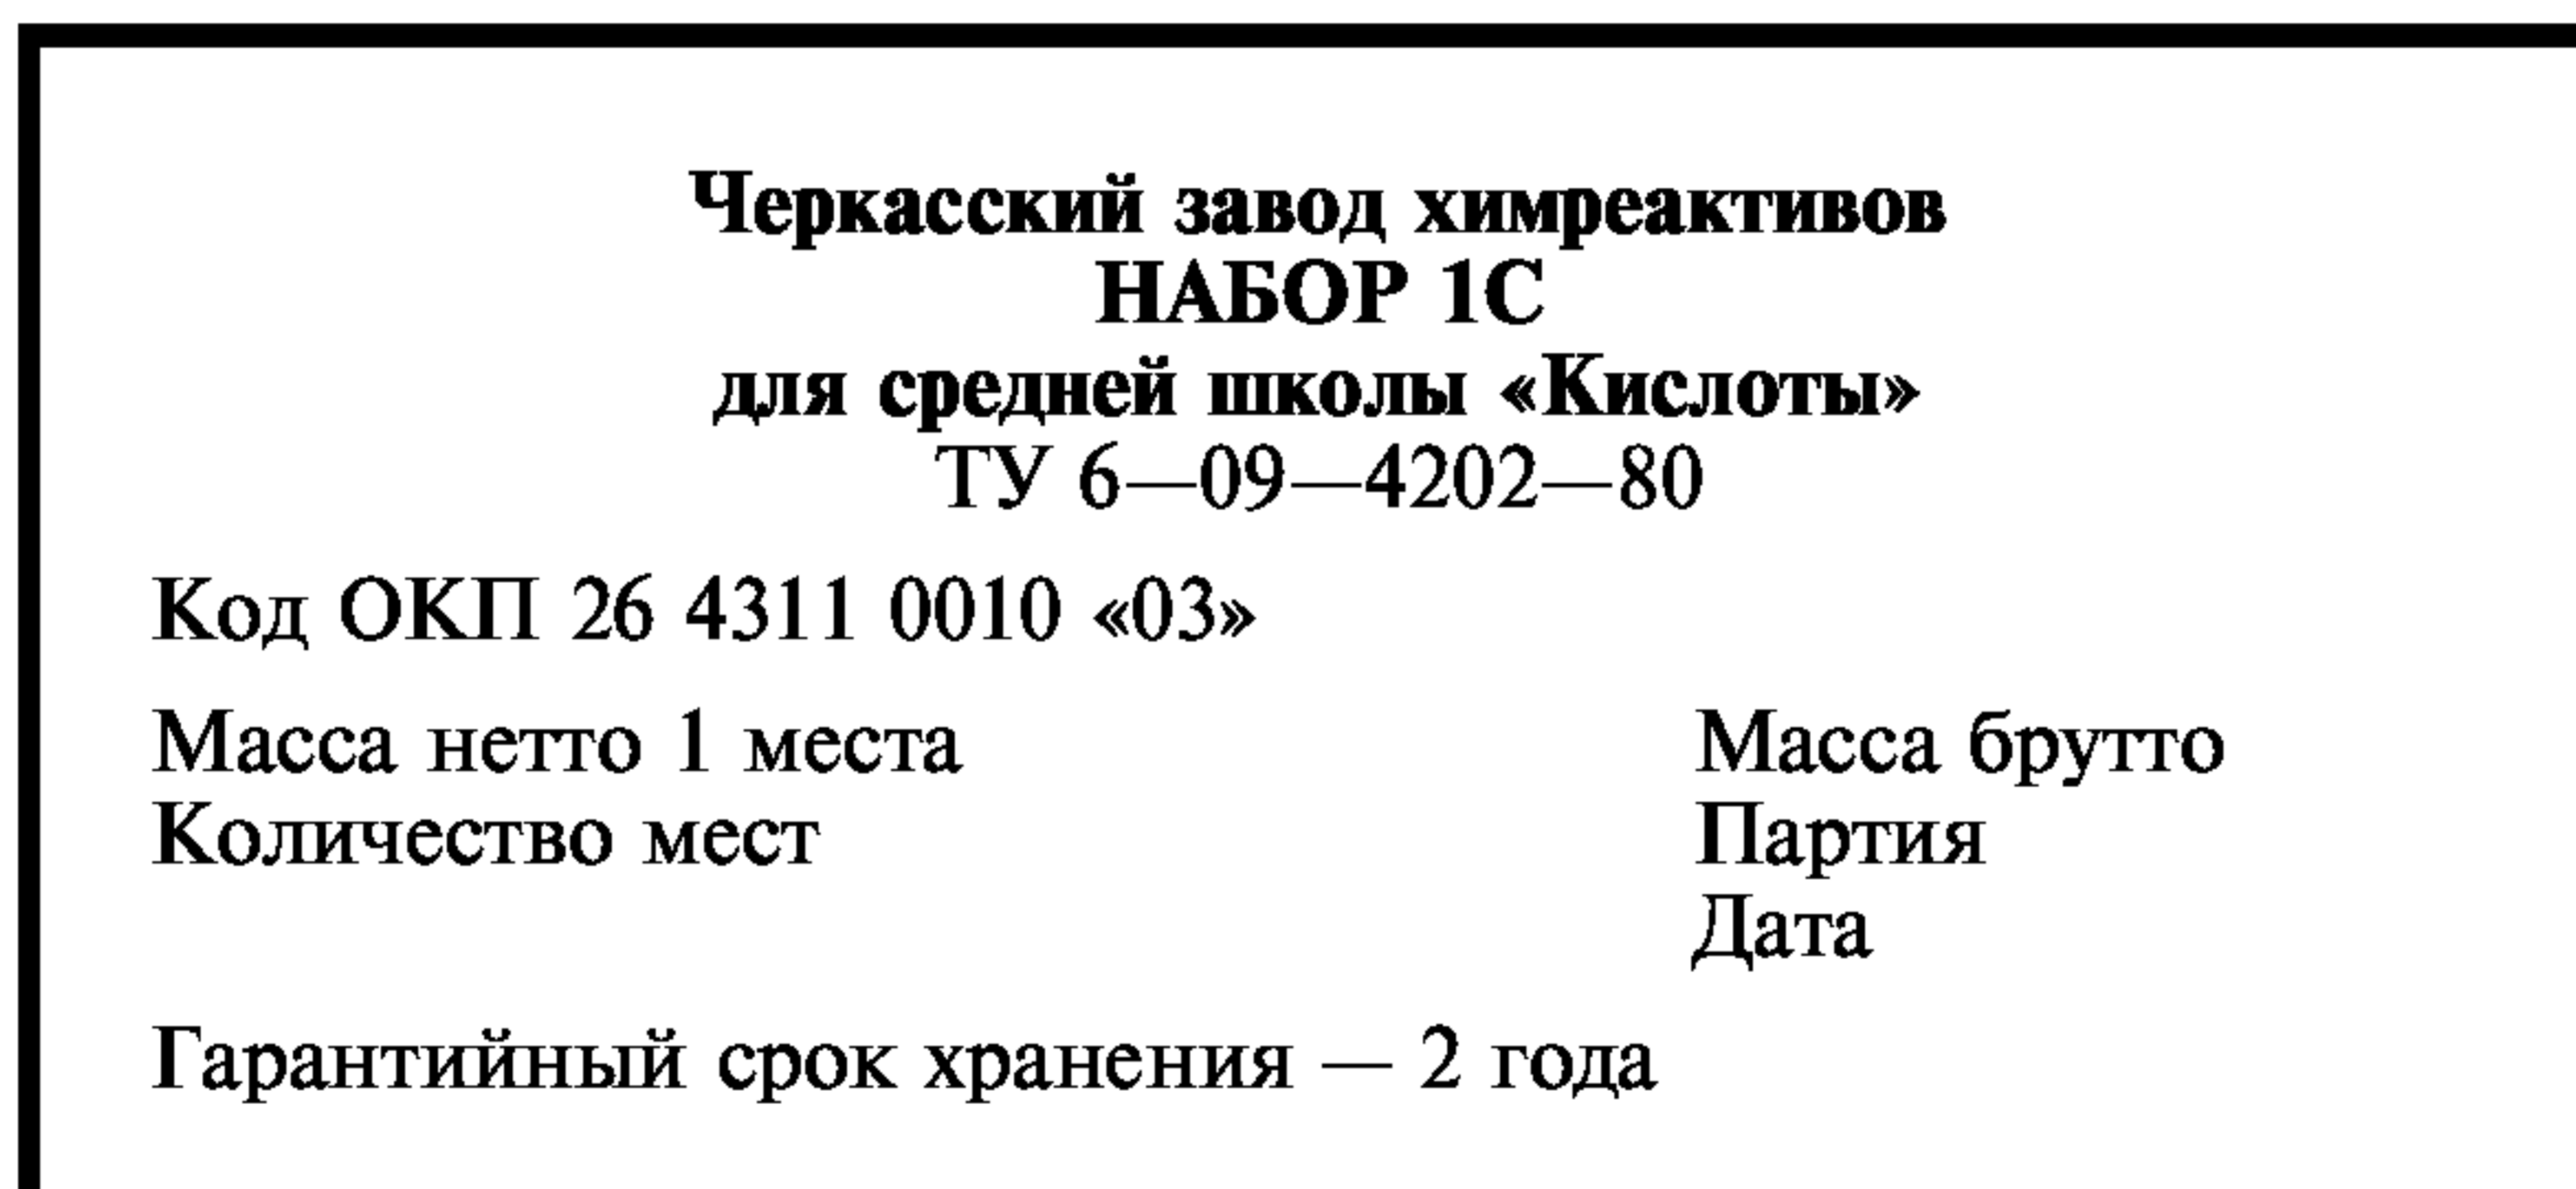 Черкасский завод химреактивов
НАБОР 1С
для средней школы «Кислоты»
ТУ 6—09—4202—80
Код ОКП 26 4311 0010 «03»
Масса нетто 1 места Масса брутто
Количество мест Партия
Дата
Гарантийный срок хранения — 2 года